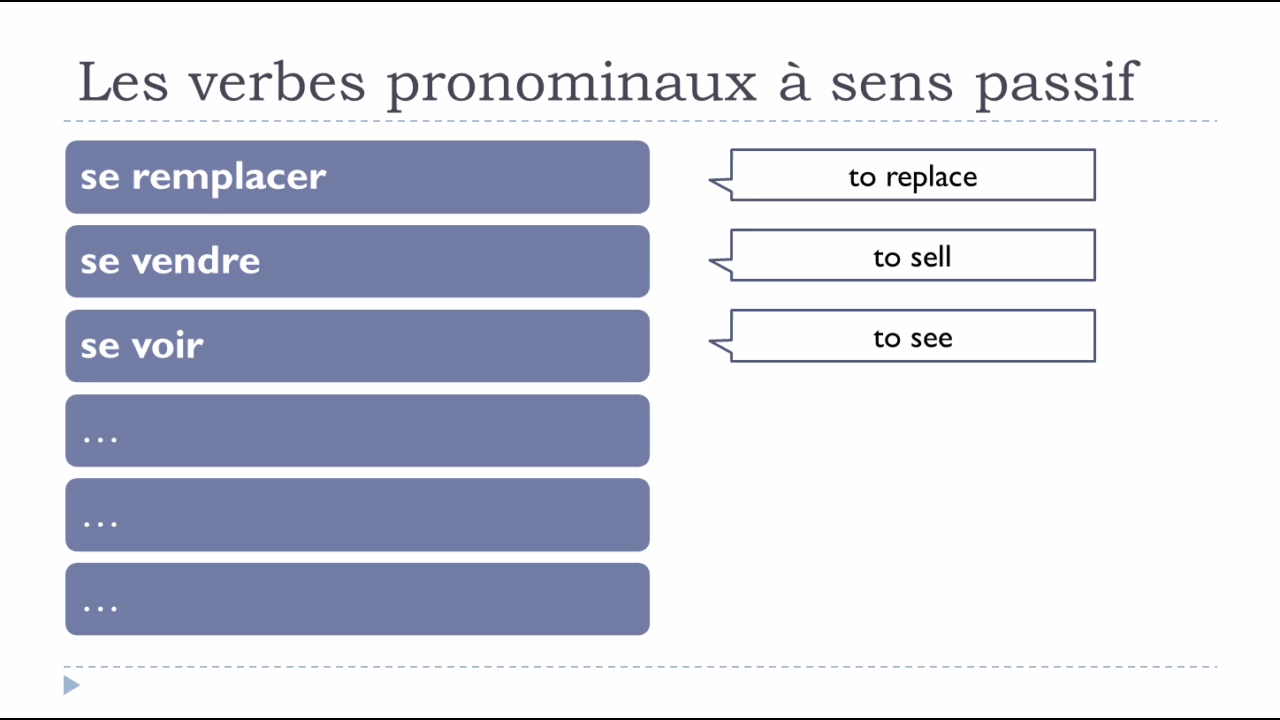 Les verbes pronominaux à sens passif
se remplacer
to replace
se vendre
to sell
se voir
to see
…
…
…